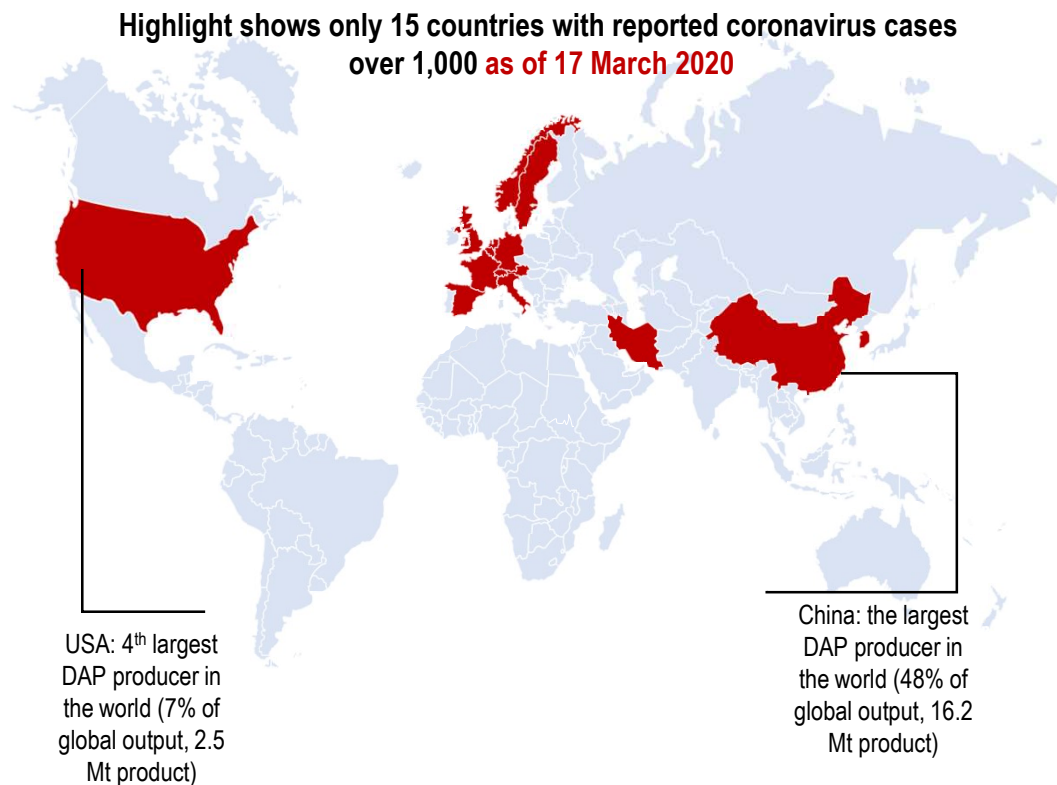 Highlight shows only 15 countries with reported coronavirus cases
over 1,000 as of 17 March 2020
USA: 4th largest
DAP producer in
the world (7% of
global output, 2.5
Mt product)
China: the largest
DAP producer in
the world (48% of
global output, 16.2
Mt product)